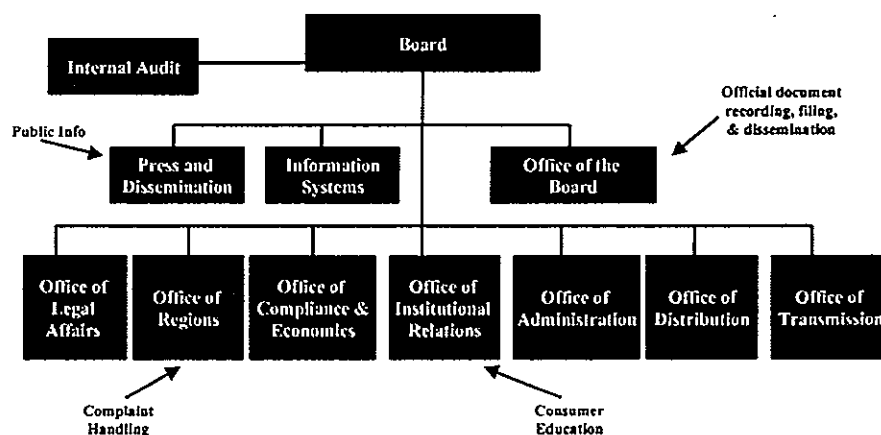 Board
Internal Audit
Official document
recording, filing,
& dissemination
Public Info
Press and
Dissemination
Information
Systems
Office of the
Board
Office of
Legal
Affairs
Office of
Regions
Office of
Compliance &
Economics
Office of
Institutional
Relations
Office of
Administration
Office of
Distribution
Office of
Transmission
Complaint
Handling
Consumer
Education